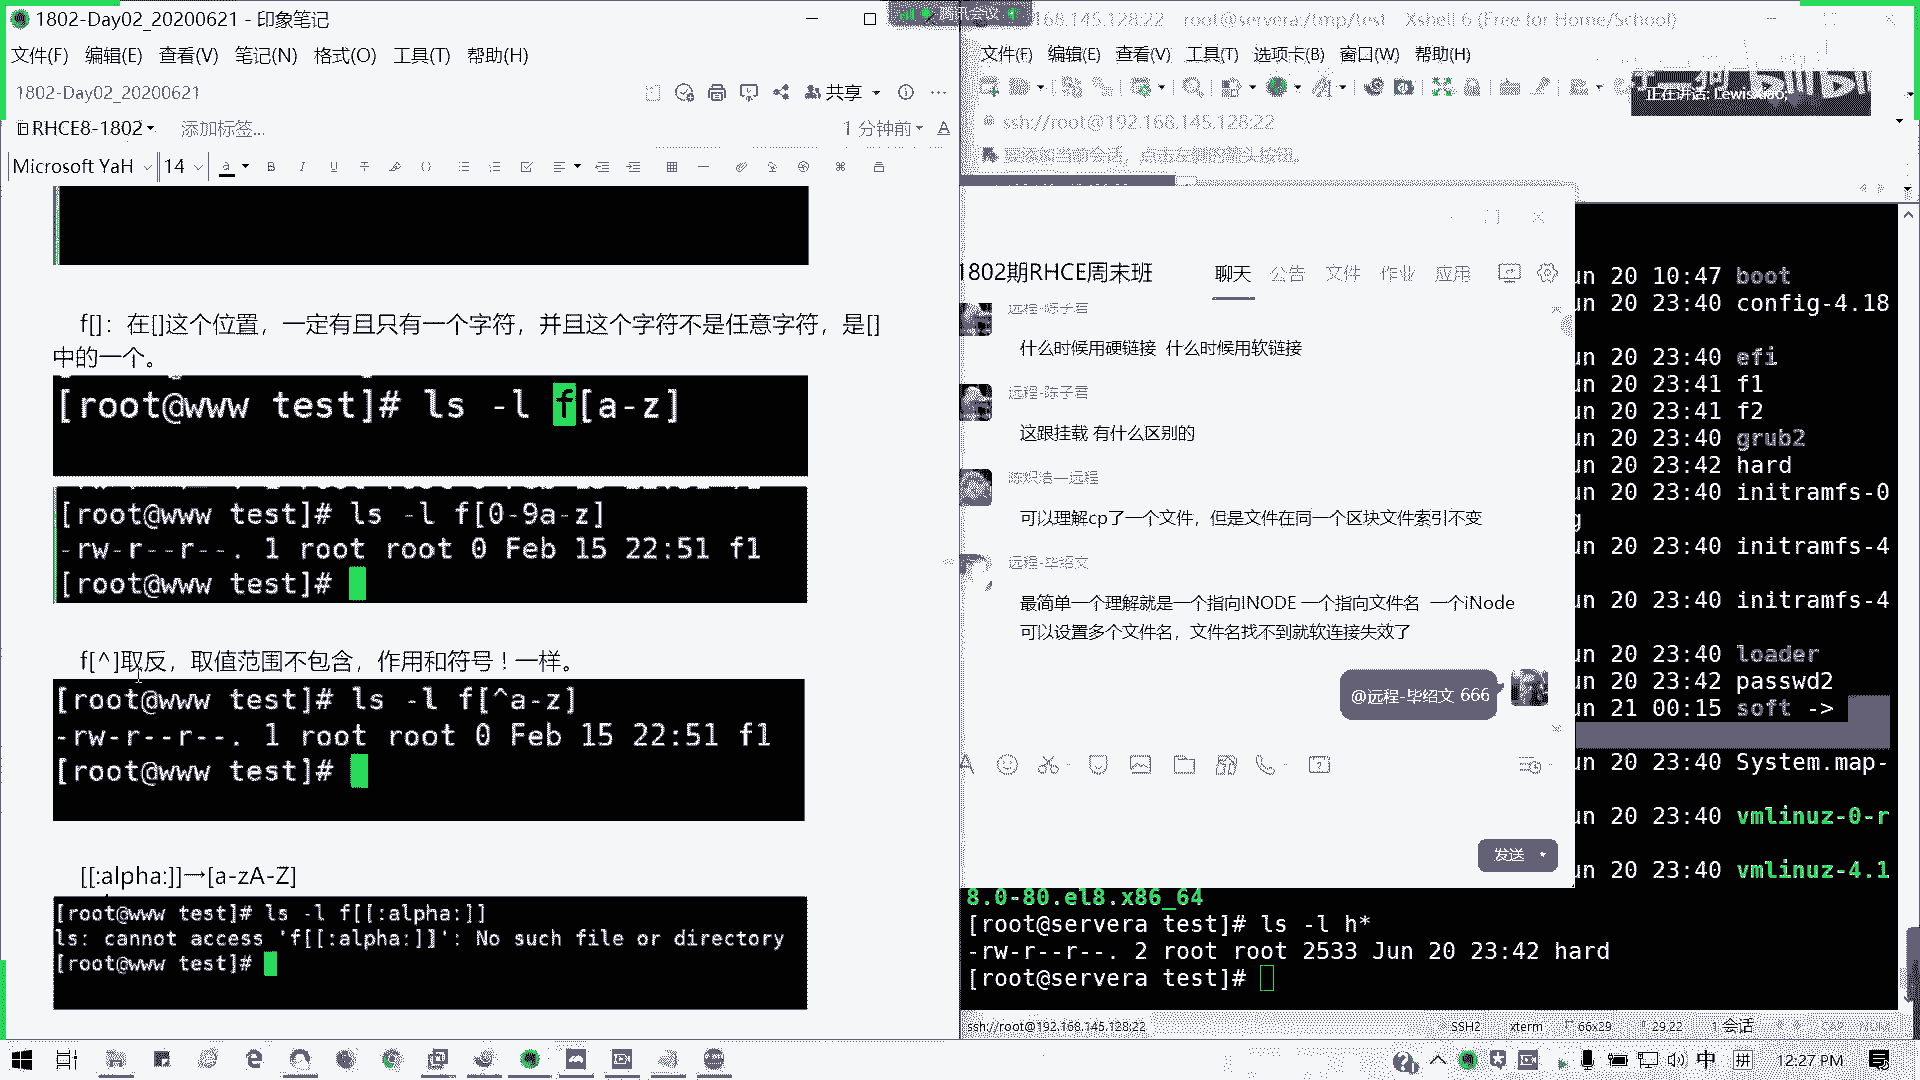 1802-Day02_20200621 - 印象笔记
文件(F) 编辑(E) 查看(V) 笔记(N) 格式(O) 工具(T) 帮助(H)
1802-Day02_20200621
共享
RHCE8-1802
添加标签...
1 分钟前
Microsoft YaH
14
f[]：在[]这个位置，一定有且只有一个字符，并且这个字符不是任意字符，是[]
中的一个。
[root@www test]# ls -l f[a-z]
[root@www test]# ls -l f[0-9a-z]
-rw-r--r--. 1 root root 0 Feb 15 22:51 f1
[root@www test]#
f[^]取反，取值范围不包含，作用和符号！一样。
[root@www test]# ls -l f[^a-z]
-rw-r--r--. 1 root root 0 Feb 15 22:51 f1
[root@www test]#
[[:alpha:]]→[a-zA-Z]
[root@www test]# ls -l f[[:alpha:]]
ls: cannot access 'f[[:alpha:]]': No such file or directory
[root@www test]#
腾讯会议
168.145.128:22 root@servera:/tmp/test - Xshell 6 (Free for Home/School)
文件(F) 编辑(E) 查看(V) 工具(T) 选项卡(B) 窗口(W) 帮助(H)
正在讲话: LewisXiao;
ssh://root@192.168.145.128:22
要添加当前会话，点击左侧的箭头按钮。
1802期RHCE周末班
聊天 公告 文件 作业 应用
远程-陈子君
什么时候用硬链接 什么时候用软链接
远程-陈子君
这跟挂载 有什么区别的
陈炽洁—远程
可以理解cp了一个文件，但是文件在同一个区块文件索引不变
远程-毕绍文
最简单一个理解就是一个指向INODE 一个指向文件名 一个iNode
可以设置多个文件名，文件名找不到就软连接失效了
@远程-毕绍文 666
发送
un 20 10:47 boot
un 20 23:40 config-4.18
un 20 23:40 efi
un 20 23:41 f1
un 20 23:41 f2
un 20 23:40 grub2
un 20 23:42 hard
un 20 23:40 initramfs-0
g
un 20 23:40 initramfs-4
un 20 23:40 initramfs-4
un 20 23:40 loader
un 20 23:42 passwd2
un 21 00:15 soft ->
un 20 23:40 System.map-
un 20 23:40 vmlinuz-0-r
un 20 23:40 vmlinuz-4.1
8.0-80.el8.x86_64
[root@servera test]# ls -l h*
-rw-r--r--. 2 root root 2533 Jun 20 23:42 hard
[root@servera test]#
ssh://root@192.168.145.128:22
SSH2 xterm 66x29 29,22 1 会话 CAP NUM
中 拼 12:27 PM